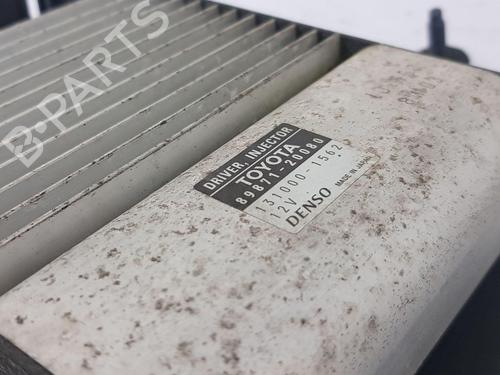 B-PARTS
DRIVER, INJECTOR
TOYOTA
89871-20080
131000-1562
12V
DENSO MADE IN JAPAN